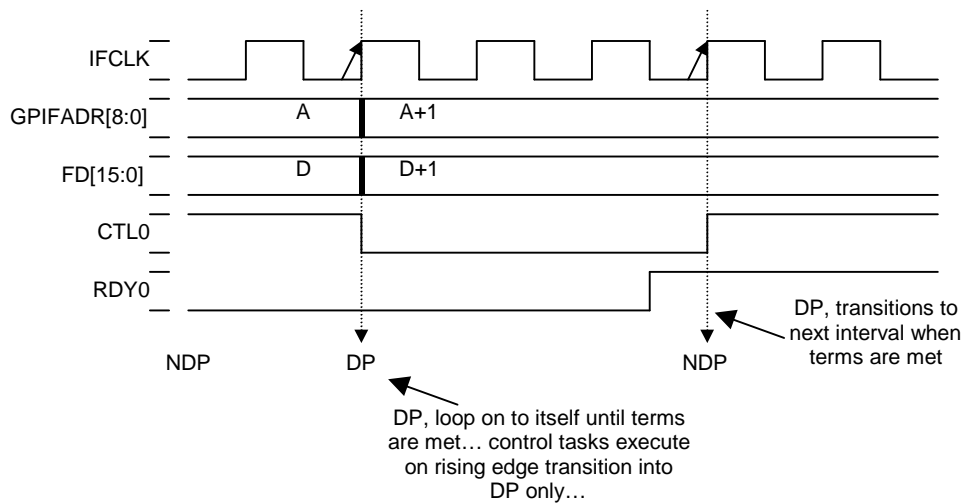 IFCLK
GPIFADR[8:0]
A
A+1
FD[15:0]
D
D+1
CTL0
RDY0
NDP
DP
NDP
DP, transitions to
next interval when
terms are met
DP, loop on to itself until terms
are met… control tasks execute
on rising edge transition into
DP only…